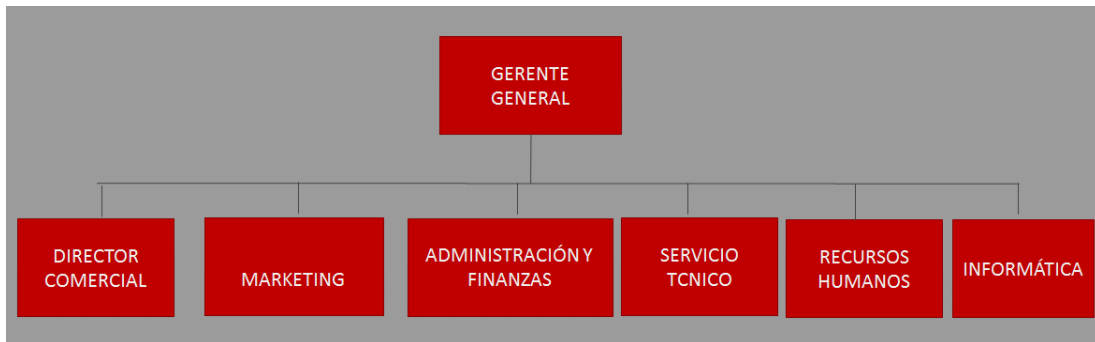 GERENTE
GENERAL
DIRECTOR
COMERCIAL
MARKETING
ADMINISTRACIÓN Y
FINANZAS
SERVICIO
TCNICO
RECURSOS
HUMANOS
INFORMÁTICA